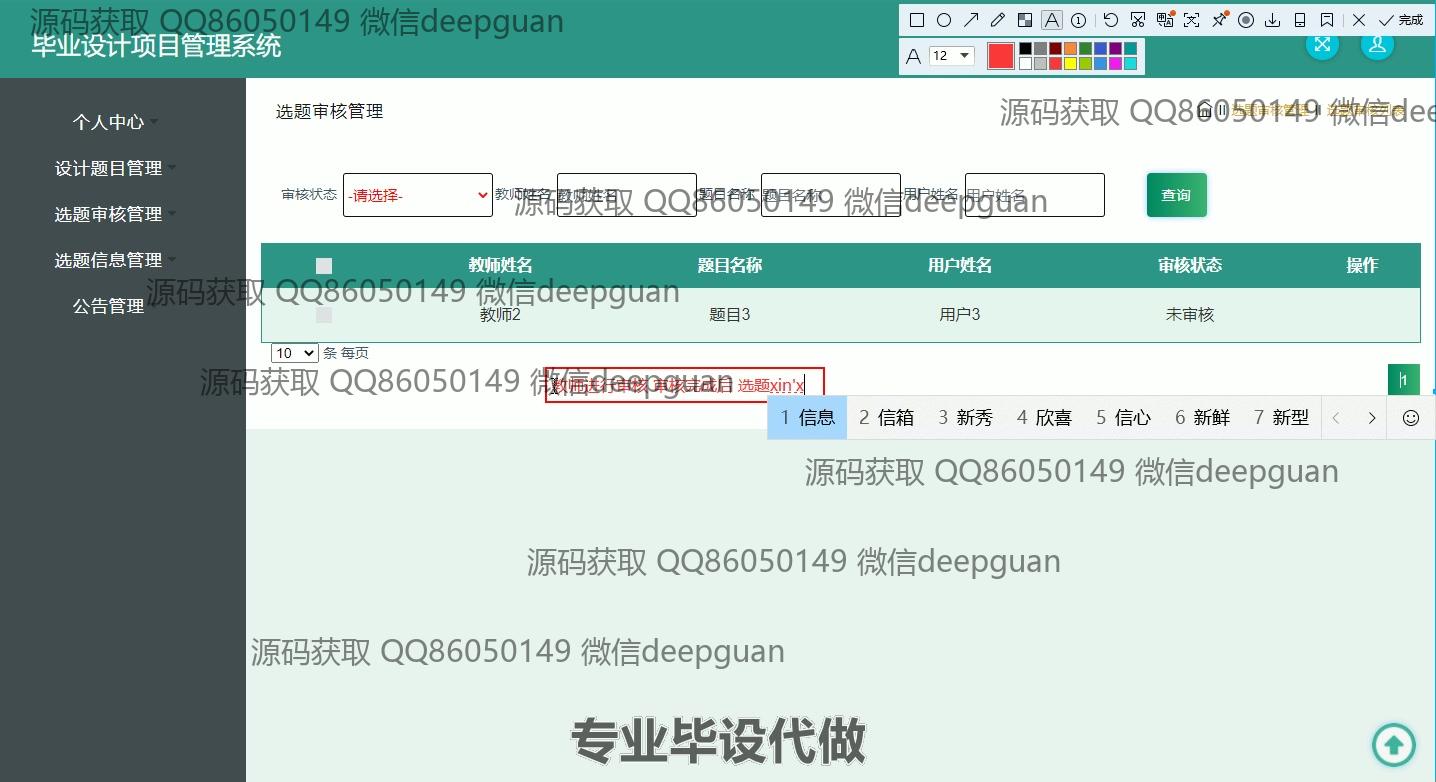 源码获取 QQ86050149 微信deepguan
毕业设计项目管理系统
完成
A 12
个人中心
设计题目管理
选题审核管理
选题信息管理
公告管理
选题审核管理
选题审核管理 选题审核列表
源码获取 QQ86050149 微信dee
审核状态 -请选择- 教师姓名 教师姓名 题目名称 题目名称 用户姓名 用户姓名 查询
源码获取 QQ86050149 微信deepguan
教师姓名 题目名称 用户姓名 审核状态 操作
源码获取 QQ86050149 微信deepguan
教师2 题目3 用户3 未审核
10 条 每页
源码获取 QQ86050149 微信deepguan
教师进行审核 审核完成后 选题xin'x
1 信息 2 信箱 3 新秀 4 欣喜 5 信心 6 新鲜 7 新型
源码获取 QQ86050149 微信deepguan
源码获取 QQ86050149 微信deepguan
源码获取 QQ86050149 微信deepguan
专业毕设代做